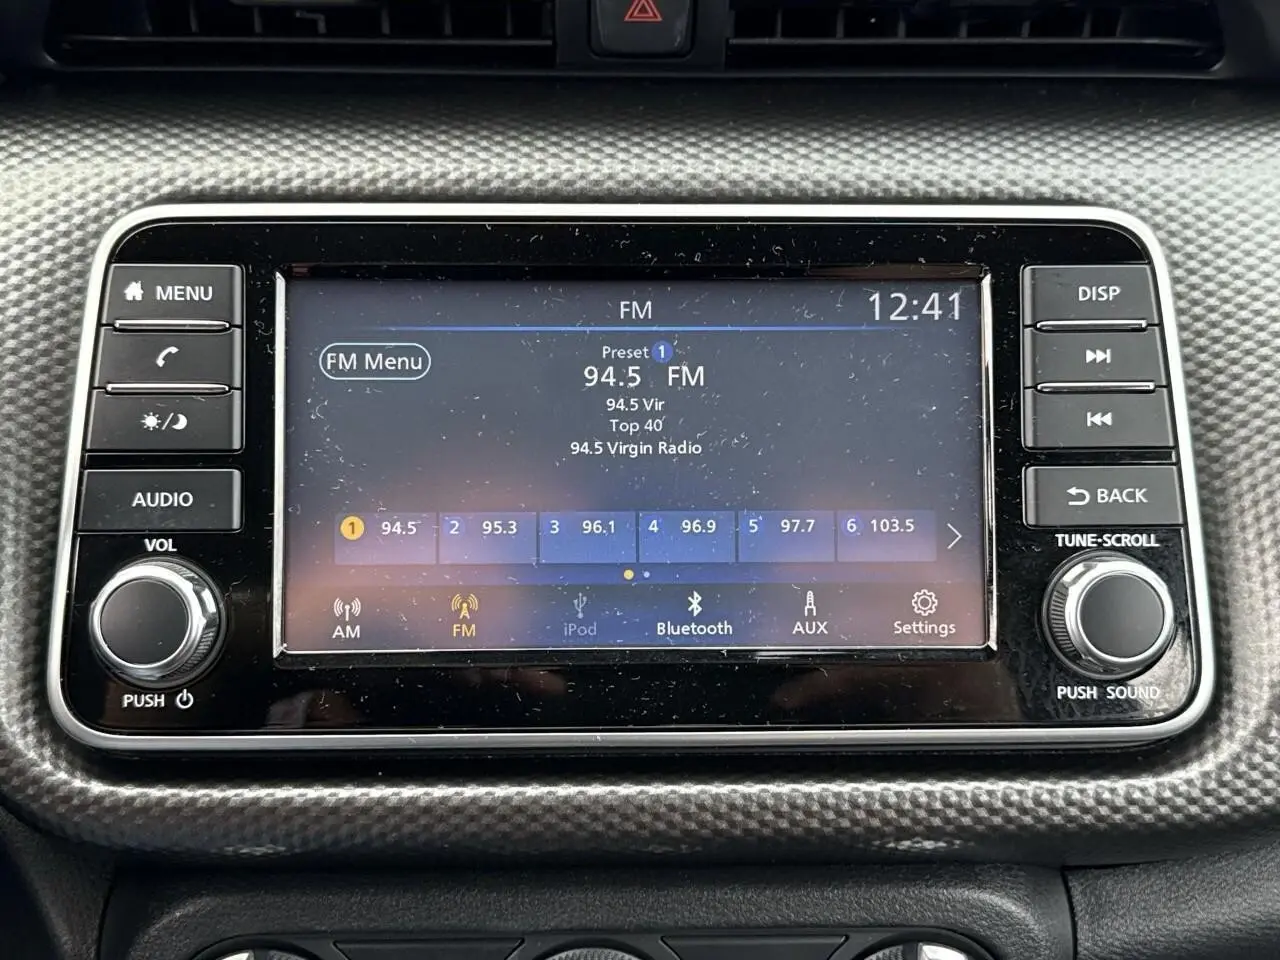 MENU
AUDIO
VOL
PUSH
FM
12:41
FM Menu
Preset 1
94.5 FM
94.5 Vir
Top 40
94.5 Virgin Radio
1 94.5 2 95.3 3 96.1 4 96.9 5 97.7 6 103.5
AM FM iPod Bluetooth AUX Settings
DISP
BACK
TUNE·SCROLL
PUSH SOUND